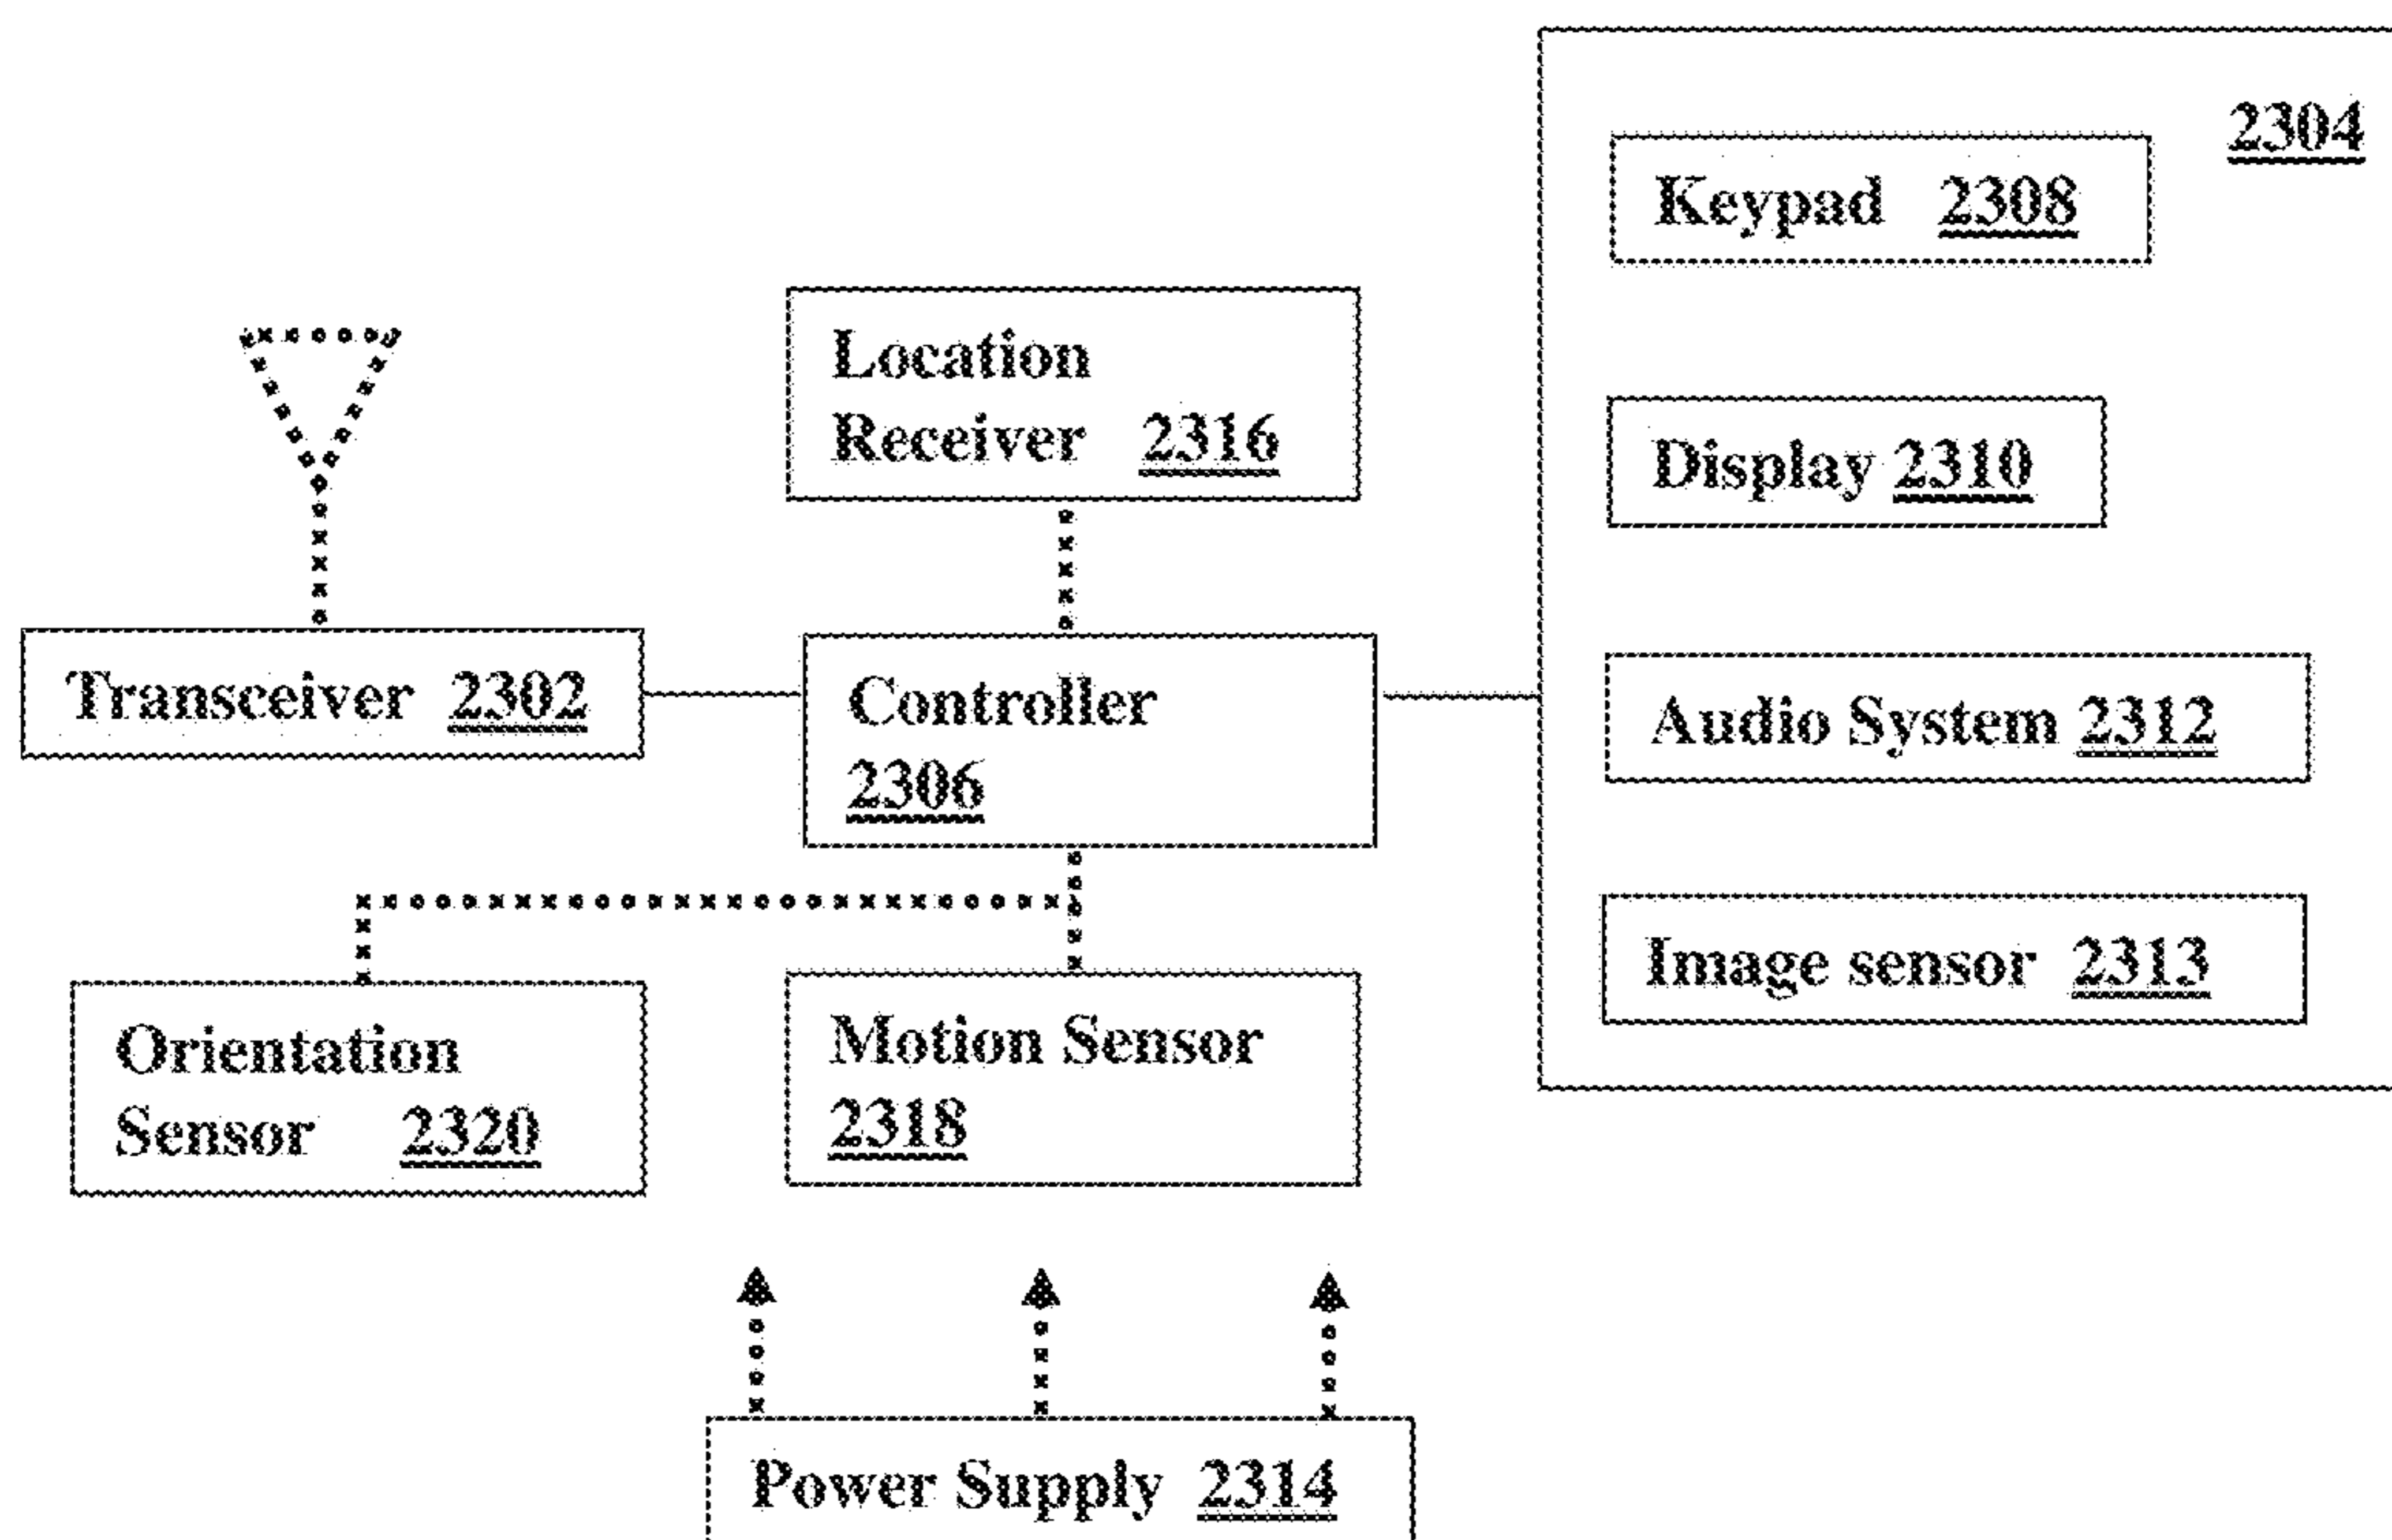 2304
Keypad 2308
Location
Receiver 2316
Display 2310
Transceiver 2302
Controller
2306
Audio System 2312
Image sensor 2313
Orientation
Sensor 2320
Motion Sensor
2318
Power Supply 2314